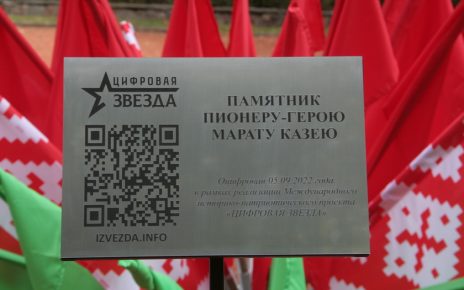 ЦИФРОВАЯ
ЗВЕЗДА
IZVEZDA.INFO
ПАМЯТНИК
ПИОНЕРУ-ГЕРОЮ
МАРАТУ КАЗЕЮ
Оцифрован 05.09.2022 года
в рамках реализации Международного
историко-патриотического проекта
«ЦИФРОВАЯ ЗВЕЗДА»